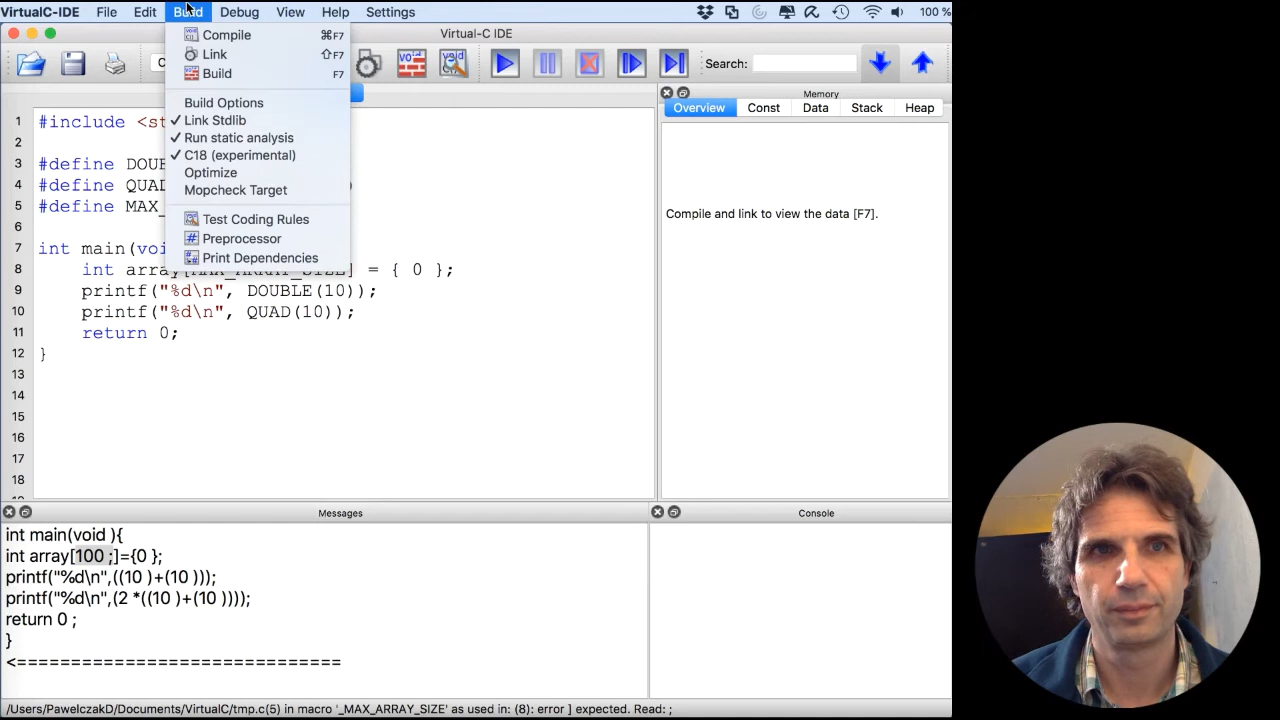 VirtualC-IDE File Edit Build Debug View Help Settings 100 %
Virtual-C IDE
Compile ⌘F7
Link ⇧F7
Build F7
Build Options
✓ Link Stdlib
✓ Run static analysis
✓ C18 (experimental)
Optimize
Mopcheck Target
Test Coding Rules
Preprocessor
Print Dependencies
Search:
Memory
Overview Const Data Stack Heap
Compile and link to view the data [F7].
1 #include <st
2
3 #define DOUB
4 #define QUAD
5 #define MAX_
6
7 int main(voi
8 int array[MAX_ARRAY_SIZE] = { 0 };
9 printf("%d\n", DOUBLE(10));
10 printf("%d\n", QUAD(10));
11 return 0;
12 }
13
14
15
16
17
18
Messages
int main(void ){
int array[100 ;]={0 };
printf("%d\n",((10 )+(10 )));
printf("%d\n",(2 *((10 )+(10 ))));
return 0 ;
}
<==============================
Console
/Users/PawelczakD/Documents/VirtualC/tmp.c(5) in macro '_MAX_ARRAY_SIZE' as used in: (8): error ] expected. Read: ;